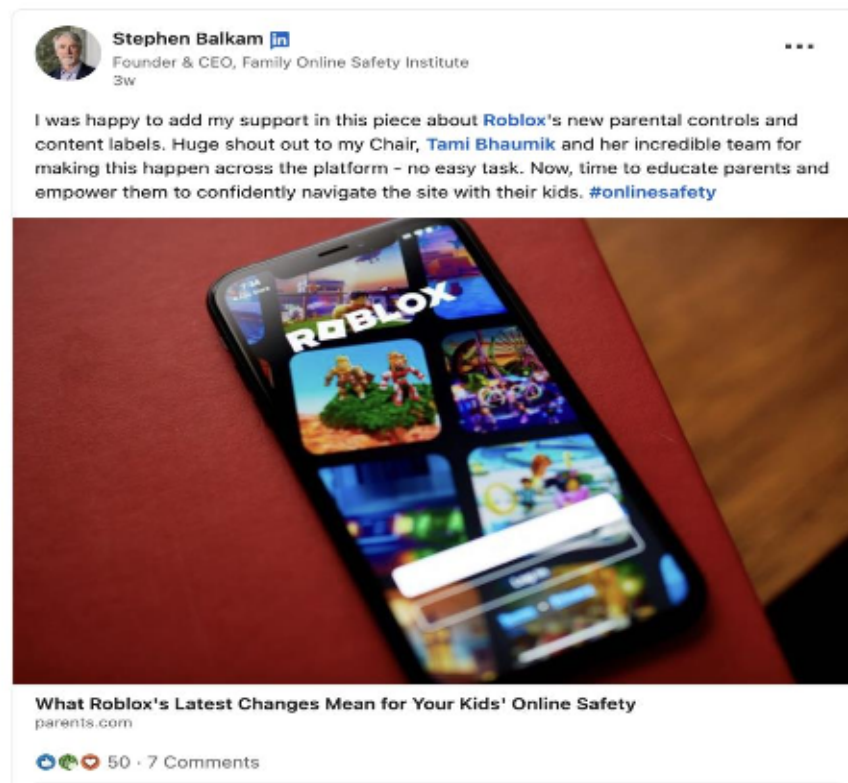 Stephen Balkam in
Founder & CEO, Family Online Safety Institute
3w
I was happy to add my support in this piece about Roblox's new parental controls and
content labels. Huge shout out to my Chair, Tami Bhaumik and her incredible team for
making this happen across the platform – no easy task. Now, time to educate parents and
empower them to confidently navigate the site with their kids. #onlinesafety
ROBLOX
Log In
What Roblox's Latest Changes Mean for Your Kids' Online Safety
parents.com
50 · 7 Comments